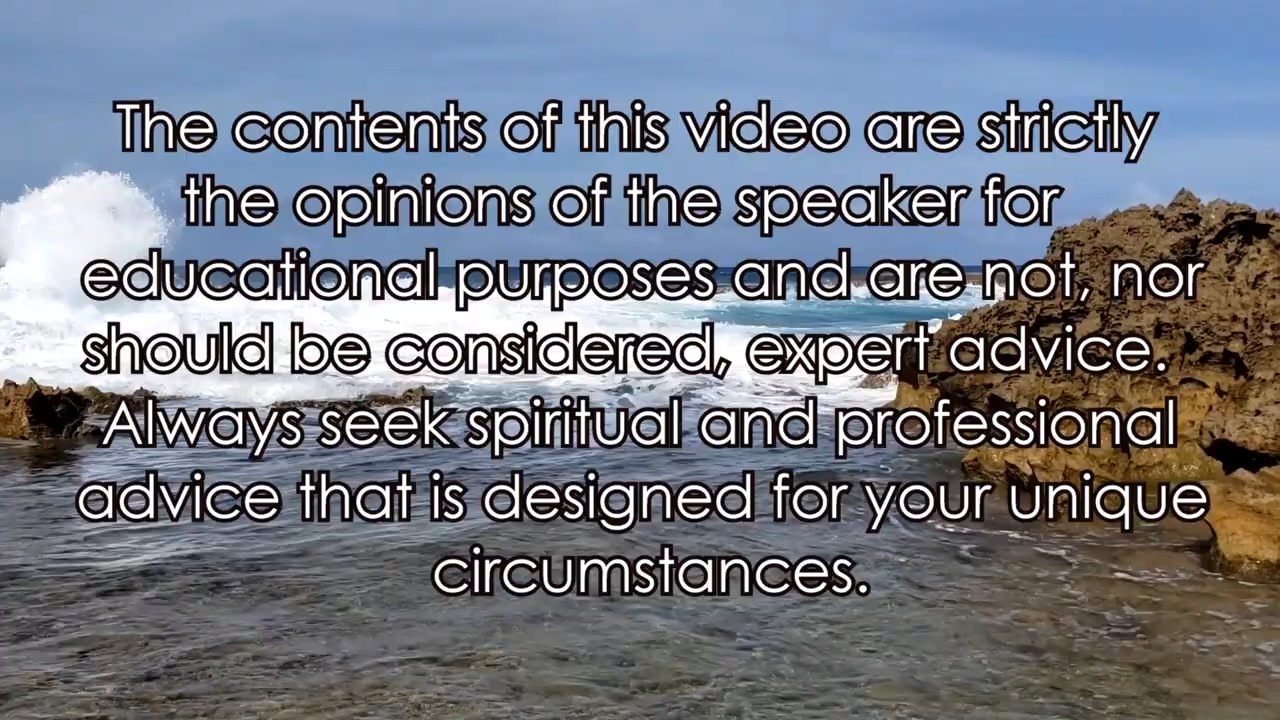 The contents of this video are strictly
the opinions of the speaker for
educational purposes and are not, nor
should be considered, expert advice.
Always seek spiritual and professional
advice that is designed for your unique
circumstances.